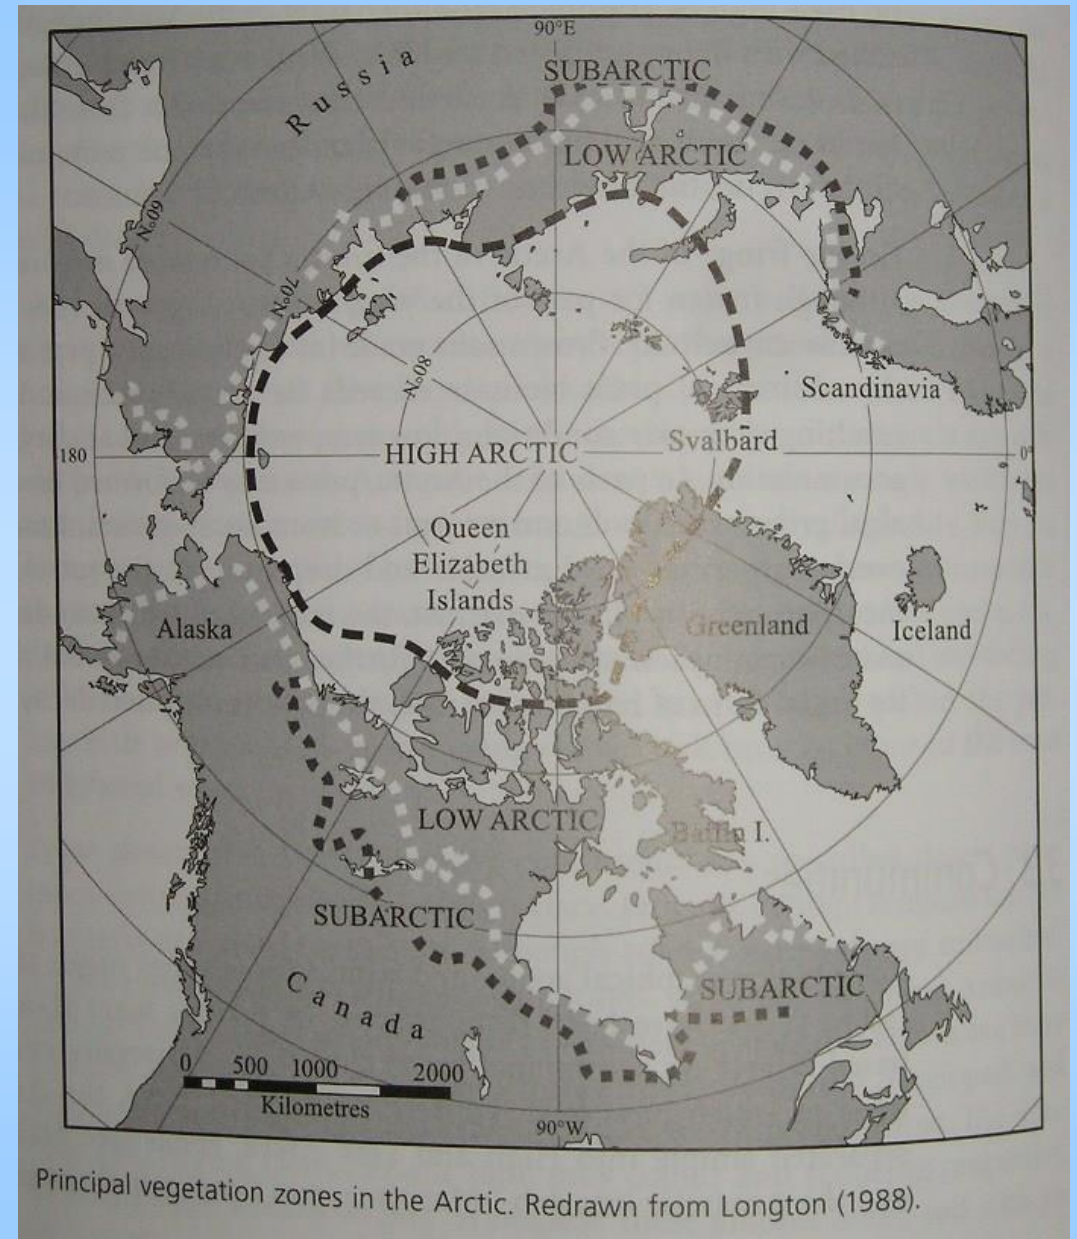 90°E
Russia
SUBARCTIC
LOW ARCTIC
60°N
70°N
80°N
Scandinavia
180
HIGH ARCTIC
Svalbard
0°
Queen
Elizabeth
Islands
Alaska
Greenland
Iceland
LOW ARCTIC
Baffin I.
SUBARCTIC
SUBARCTIC
Canada
0 500 1000 2000
Kilometres
90°W
Principal vegetation zones in the Arctic. Redrawn from Longton (1988).